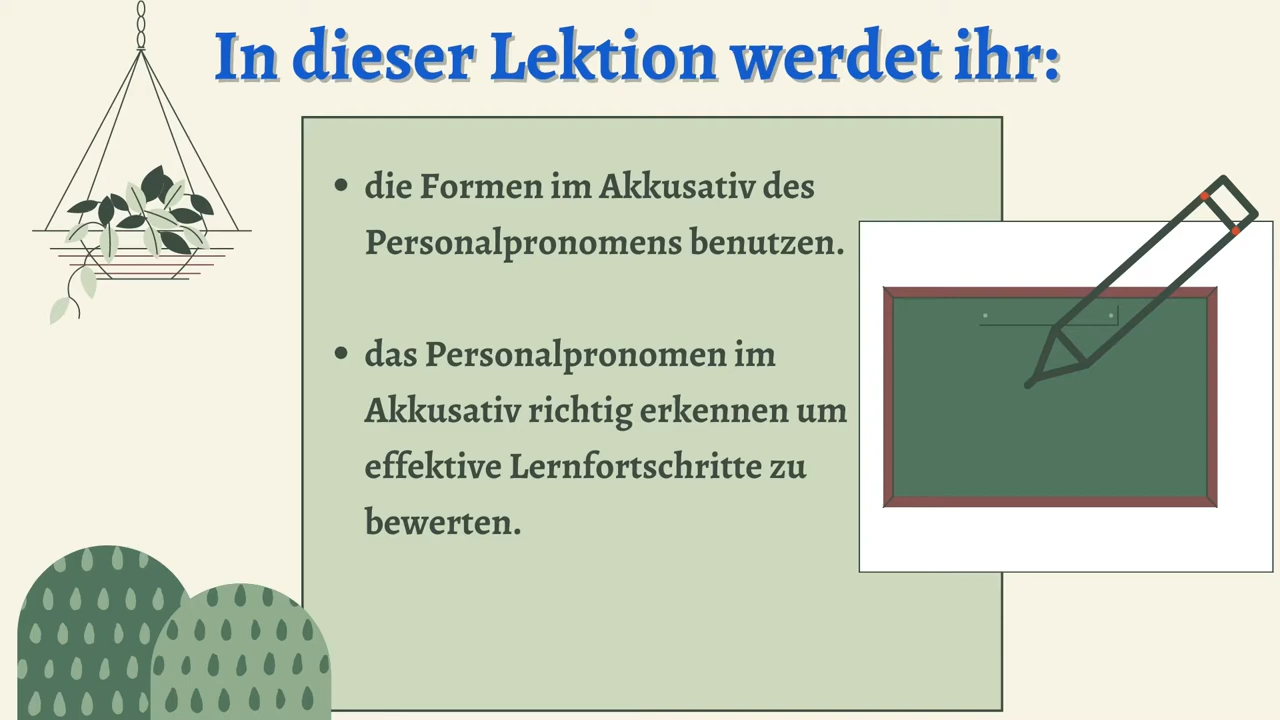 In dieser Lektion werdet ihr:
• die Formen im Akkusativ des
Personalpronomens benutzen.
• das Personalpronomen im
Akkusativ richtig erkennen um
effektive Lernfortschritte zu
bewerten.